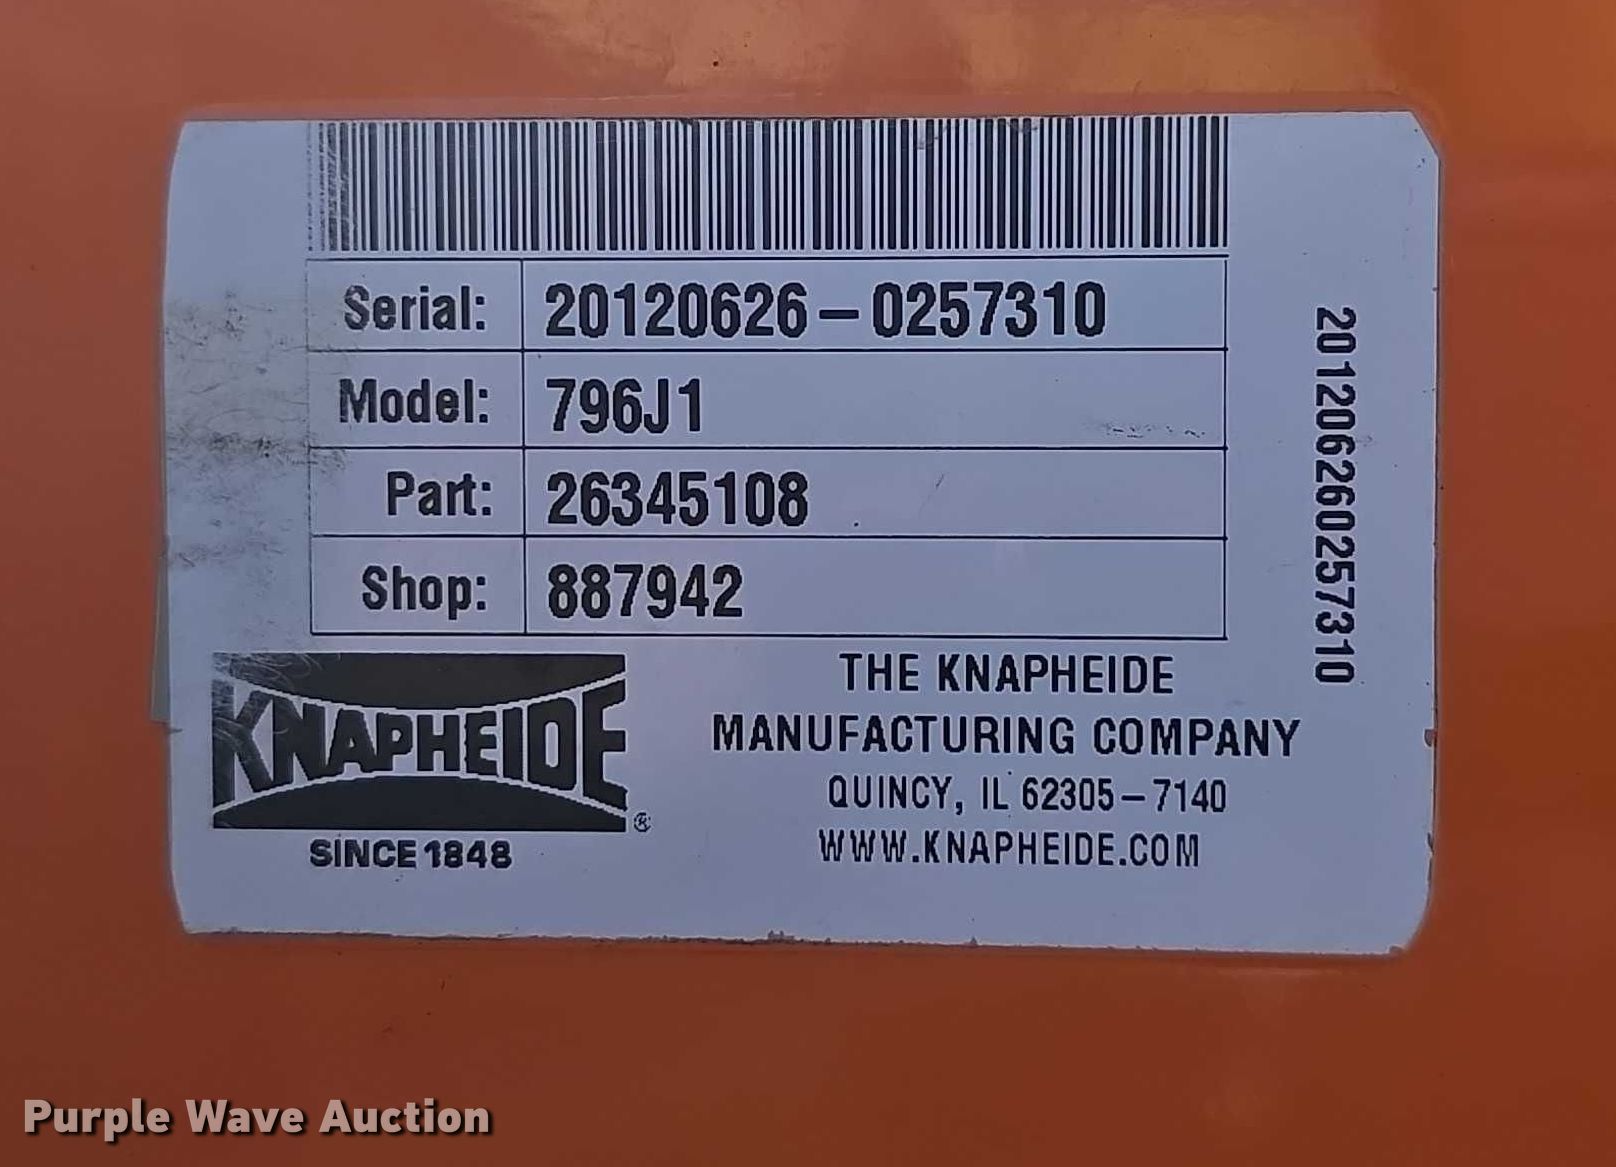 Serial: 20120626-0257310
Model: 796J1
Part: 26345108
Shop: 887942
201206260257310
KNAPHEIDE®
SINCE 1848
THE KNAPHEIDE
MANUFACTURING COMPANY
QUINCY, IL 62305-7140
WWW.KNAPHEIDE.COM
Purple Wave Auction